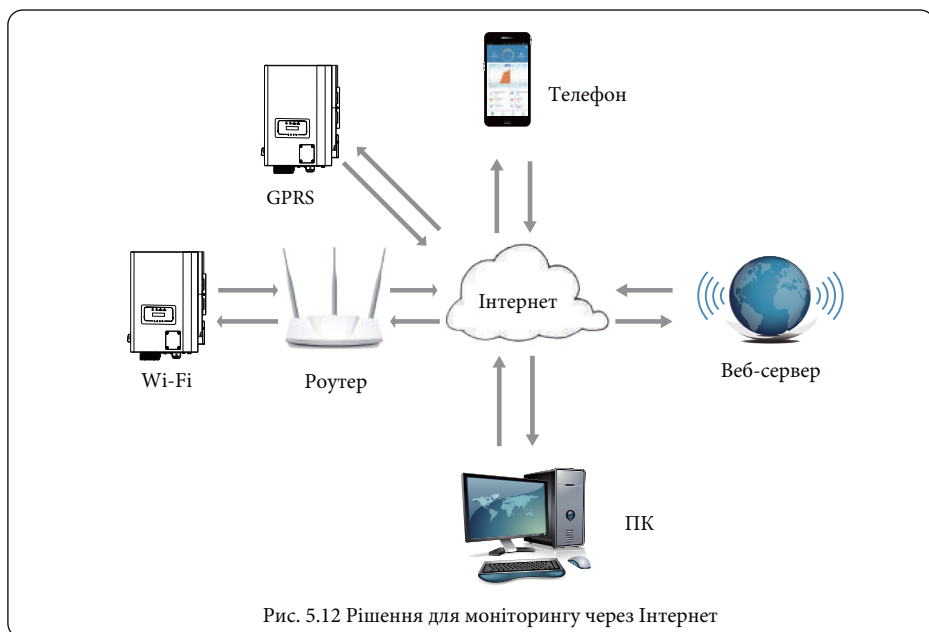 Телефон
GPRS
Інтернет
Wi-Fi
Роутер
Веб-сервер
ПК
Рис. 5.12 Рішення для моніторингу через Інтернет